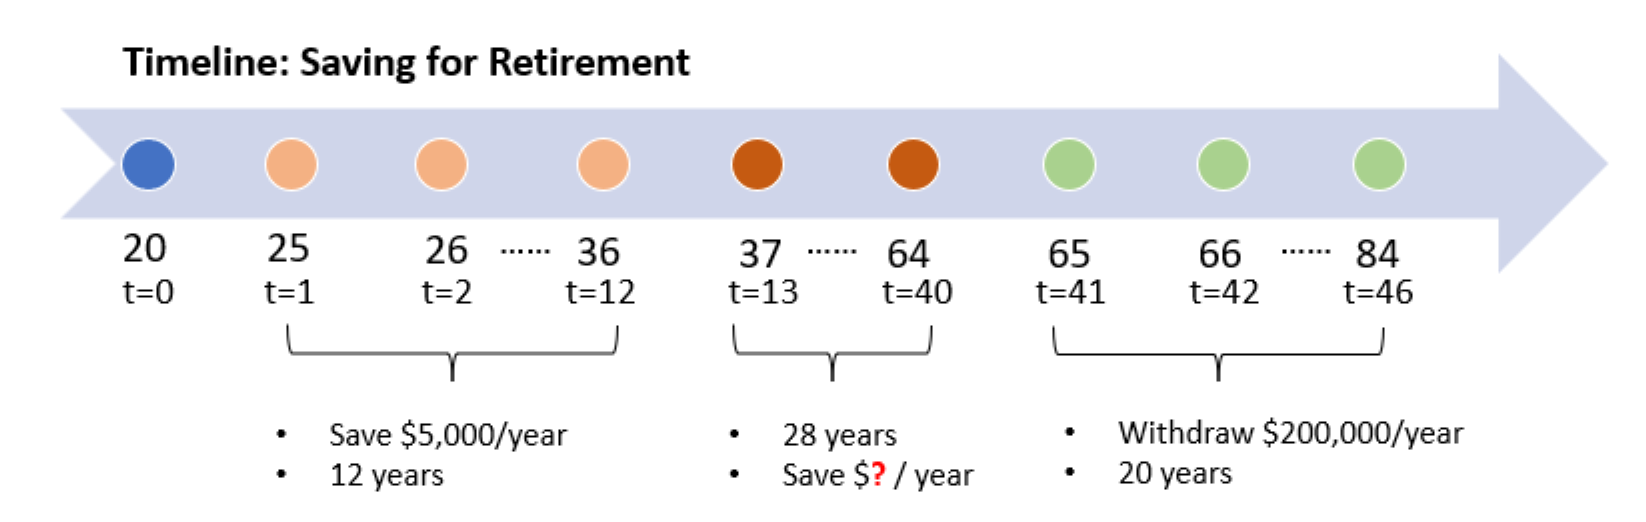 Timeline: Saving for Retirement
20 25 26 ...... 36 37 ...... 64 65 66 ...... 84
t=0 t=1 t=2 t=12 t=13 t=40 t=41 t=42 t=46
• Save $5,000/year
• 12 years
• 28 years
• Save $? / year
• Withdraw $200,000/year
• 20 years